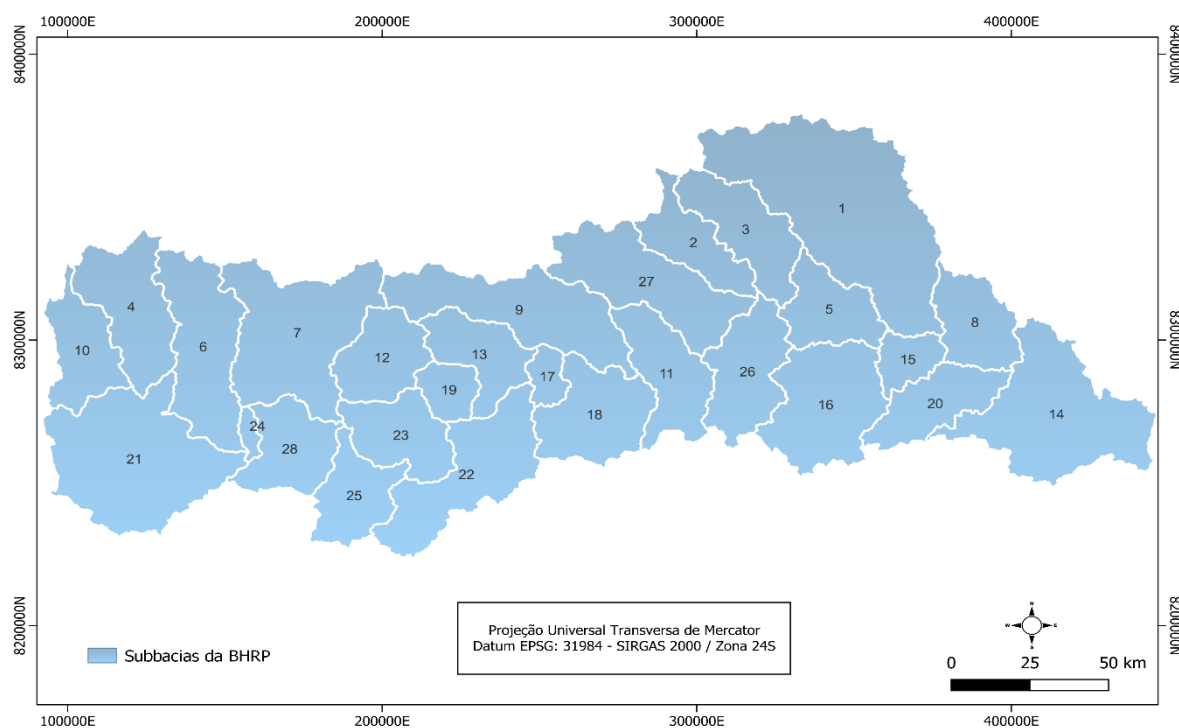 100000E 200000E 300000E 400000E
8400000N 8400000N
1
3
2
27
4
9
5
8
7
10
6
12
13
15
11
26
17
19
16
20
18
14
24
23
21
28
22
25
8300000N 8300000N
8200000N 8200000N
Projeção Universal Transversa de Mercator
Datum EPSG: 31984 - SIRGAS 2000 / Zona 24S
Subbacias da BHRP
N
W E
S
0 25 50 km
100000E 200000E 300000E 400000E